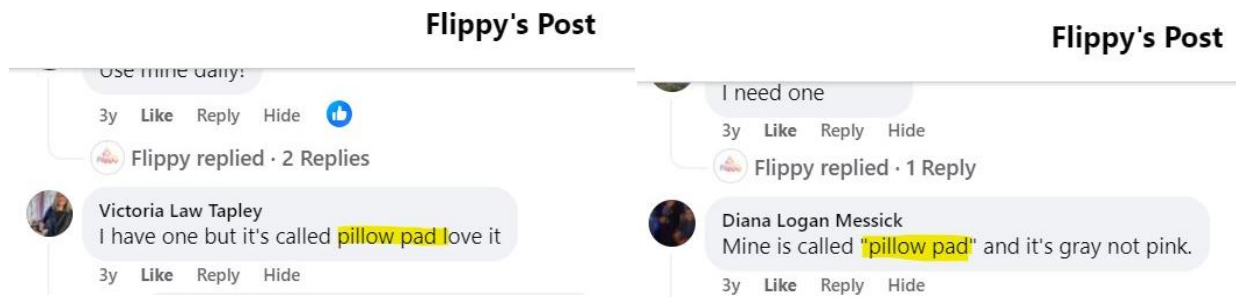 Flippy's Post
Use mine daily!
3y Like Reply Hide
Flippy replied · 2 Replies
Victoria Law Tapley
I have one but it's called pillow pad love it
3y Like Reply Hide
Flippy's Post
I need one
3y Like Reply Hide
Flippy replied · 1 Reply
Diana Logan Messick
Mine is called "pillow pad" and it's gray not pink.
3y Like Reply Hide